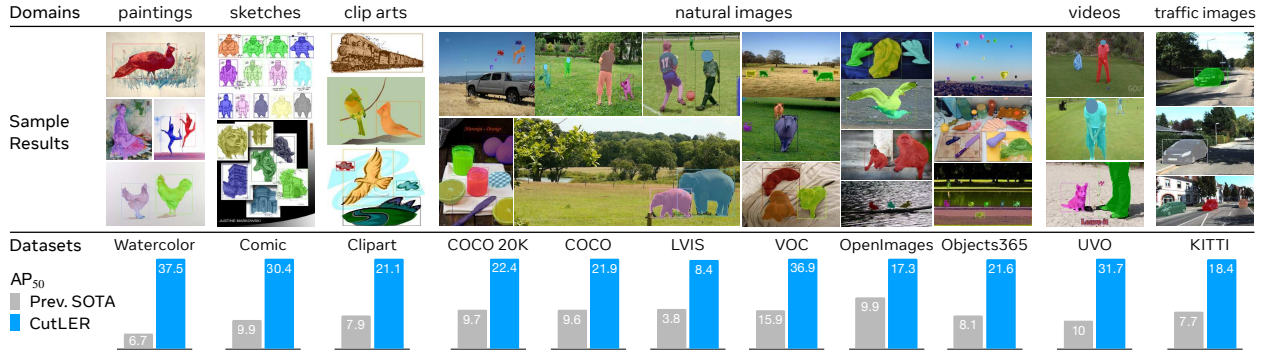 Domains paintings sketches clip arts natural images videos traffic images
Sample
Results
17
JUSTINE MARKOWSKI
Datasets Watercolor Comic Clipart COCO 20K COCO LVIS VOC OpenImages Objects365 UVO KITTI
AP50
Prev. SOTA
CutLER
37.5 30.4 21.1 22.4 21.9 8.4 36.9 17.3 21.6 31.7 18.4
6.7 9.9 7.9 9.7 9.6 3.8 15.9 9.9 8.1 10 7.7